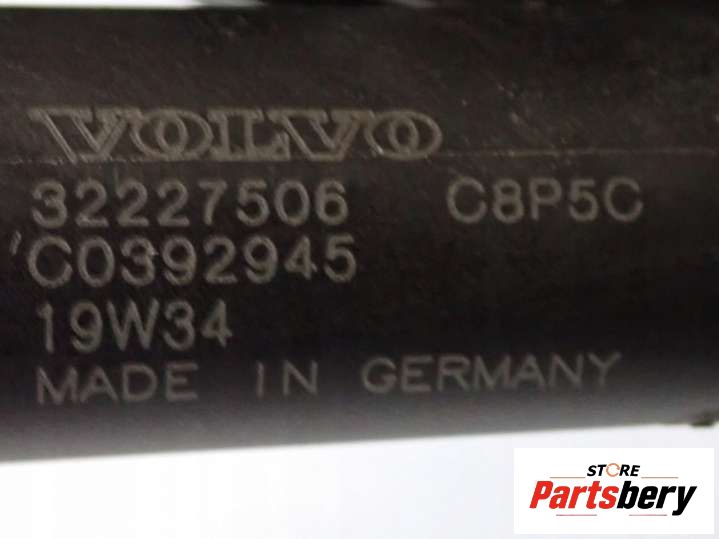 VOLVO
32227506 C8P5C
C0392945
19W34
MADE IN GERMANY
STORE
Partsbery